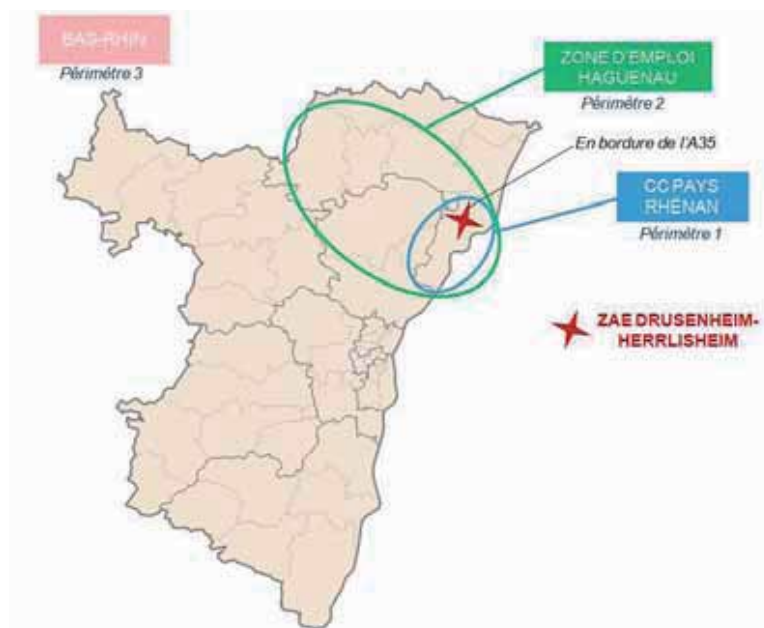 BAS-RHIN
Périmètre 3
ZONE D'EMPLOI
HAGUENAU
Périmètre 2
En bordure de l'A35
CC PAYS
RHÉNAN
Périmètre 1
ZAE DRUSENHEIM-
HERRLISHEIM